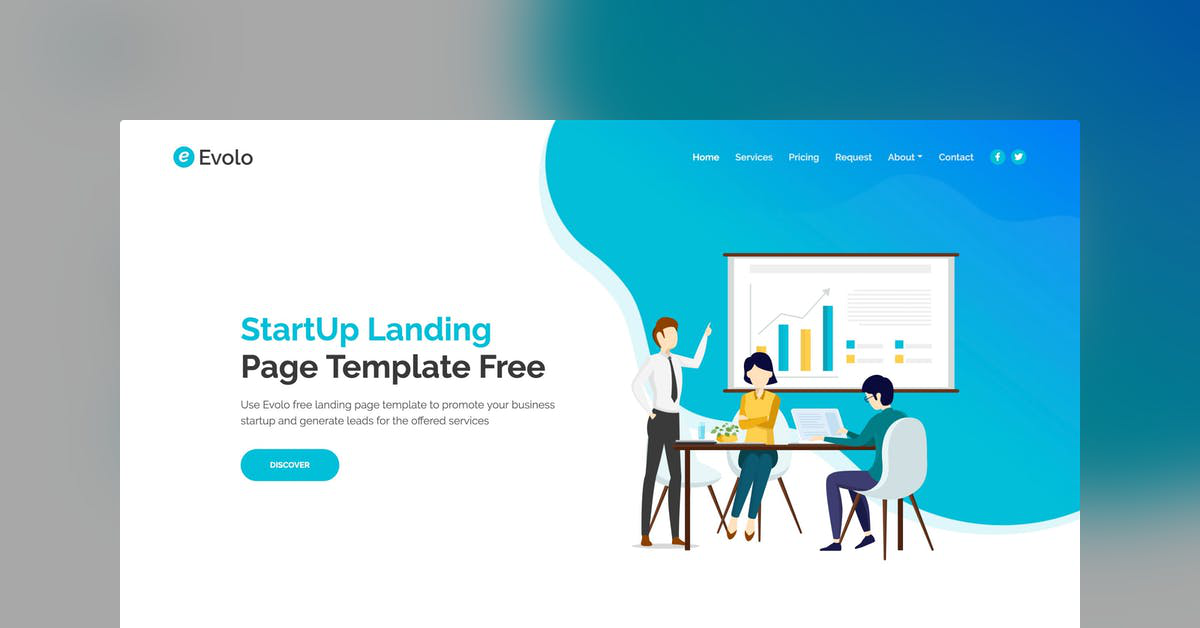 Evolo
Home Services Pricing Request About Contact
StartUp Landing
Page Template Free
Use Evolo free landing page template to promote your business
startup and generate leads for the offered services
DISCOVER